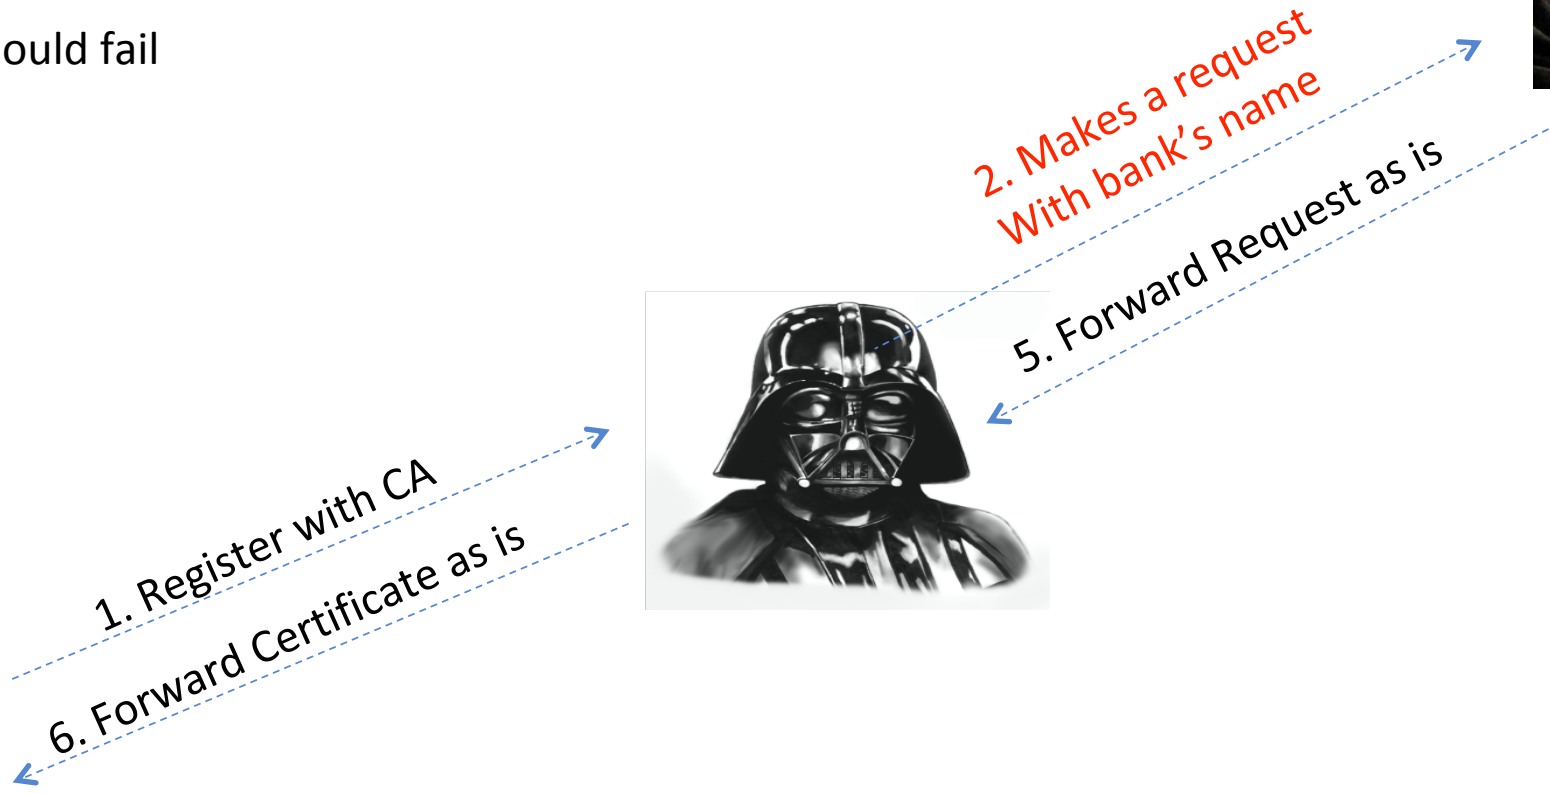 ould fail
2. Makes a request
With bank’s name
5. Forward Request as is
1. Register with CA
6. Forward Certificate as is